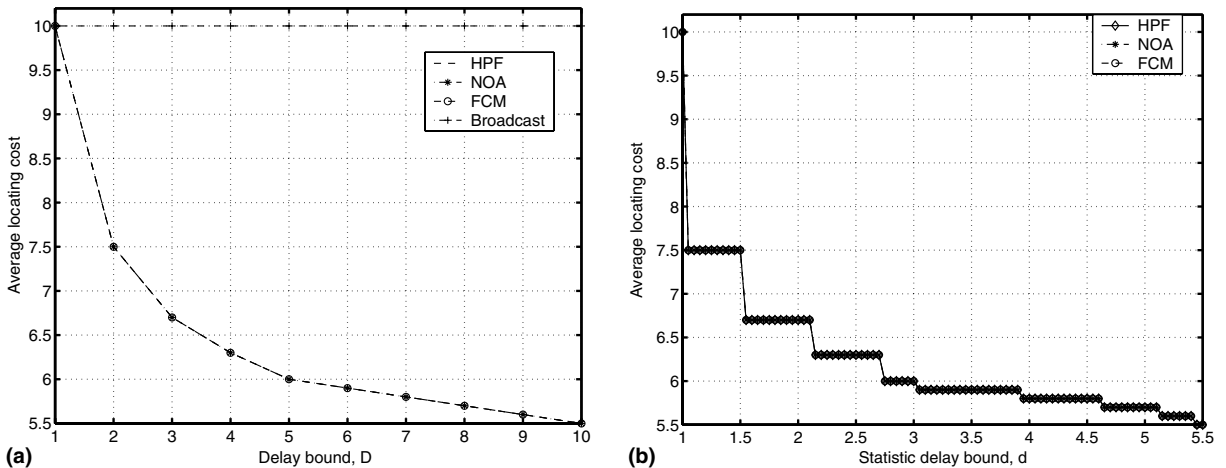 10
9.5
9
8.5
8
7.5
7
6.5
6
5.5
Average locating cost
HPF
NOA
FCM
Broadcast
1 2 3 4 5 6 7 8 9 10
(a)
Delay bound, D
10
9.5
9
8.5
8
7.5
7
6.5
6
5.5
Average locating cost
HPF
NOA
FCM
1 1.5 2 2.5 3 3.5 4 4.5 5 5.5
(b)
Statistic delay bound, d